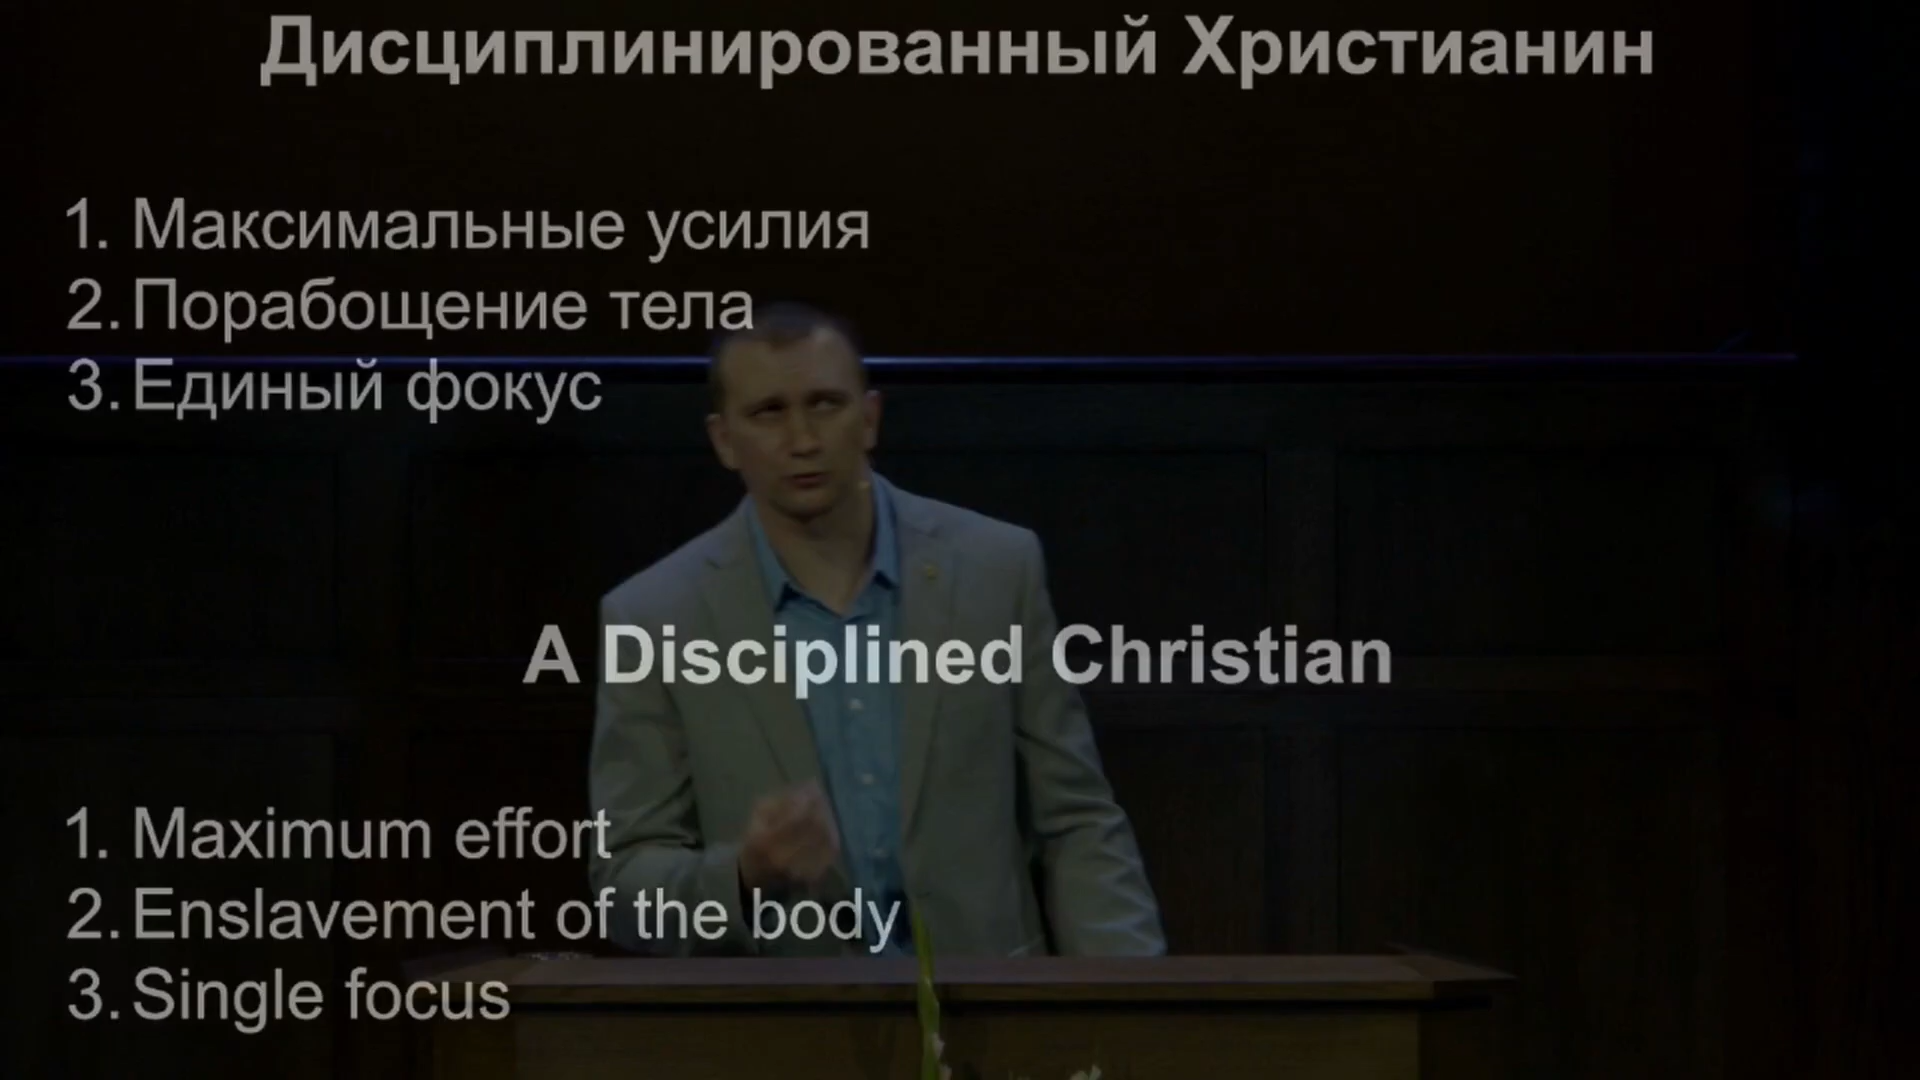 Дисциплинированный Христианин
1. Максимальные усилия
2. Порабощение тела
3. Единый фокус
A Disciplined Christian
1. Maximum effort
2. Enslavement of the body
3. Single focus